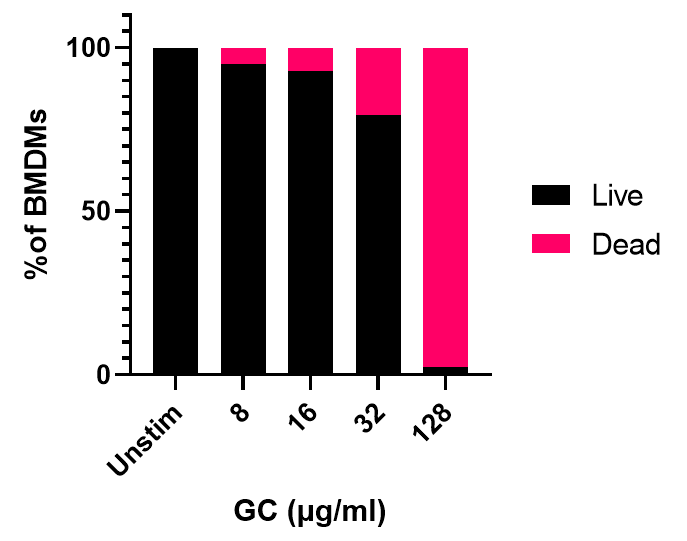 100
50
0
%of BMDMs
Unstim
8
16
32
128
GC (µg/ml)
Live
Dead